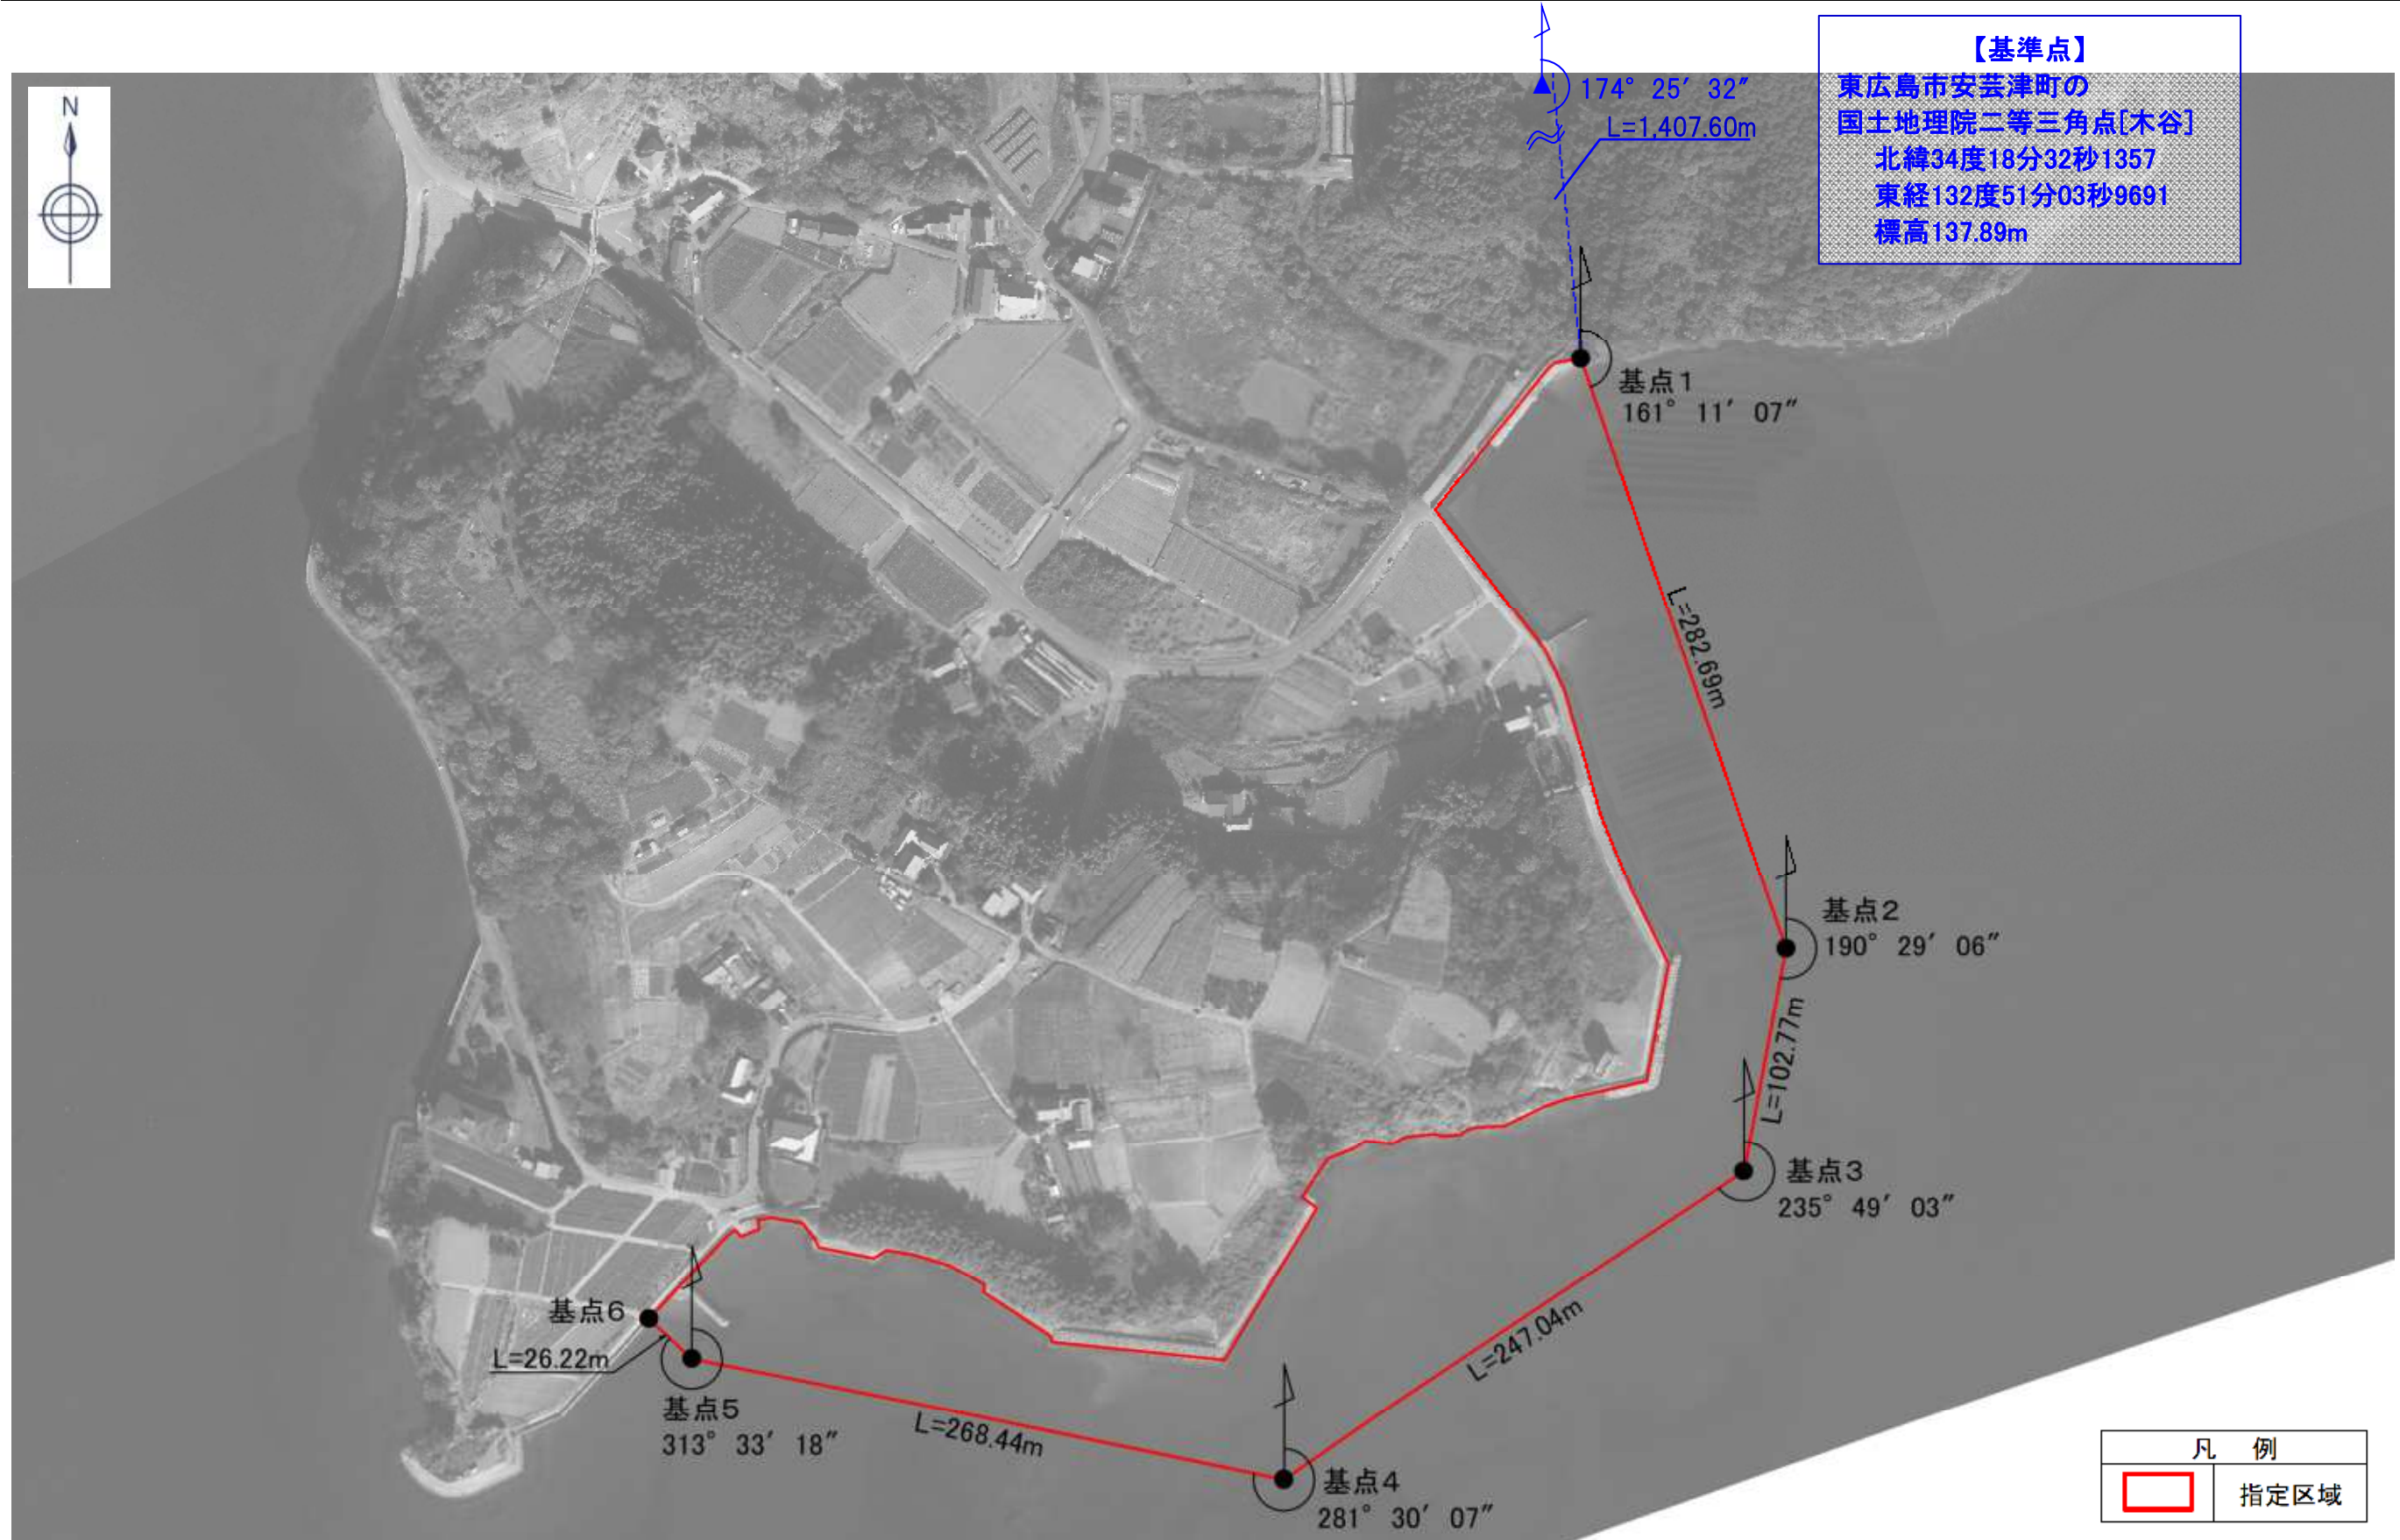 N
174° 25′ 32″
L=1,407.60m
【基準点】
東広島市安芸津町の
国土地理院二等三角点[木谷]
北緯34度18分32秒1357
東経132度51分03秒9691
標高137.89m
基点1
161° 11′ 07″
L=282.69m
基点2
190° 29′ 06″
L=102.77m
基点3
235° 49′ 03″
L=247.04m
基点4
281° 30′ 07″
L=268.44m
基点5
313° 33′ 18″
L=26.22m
基点6
凡 例
指定区域